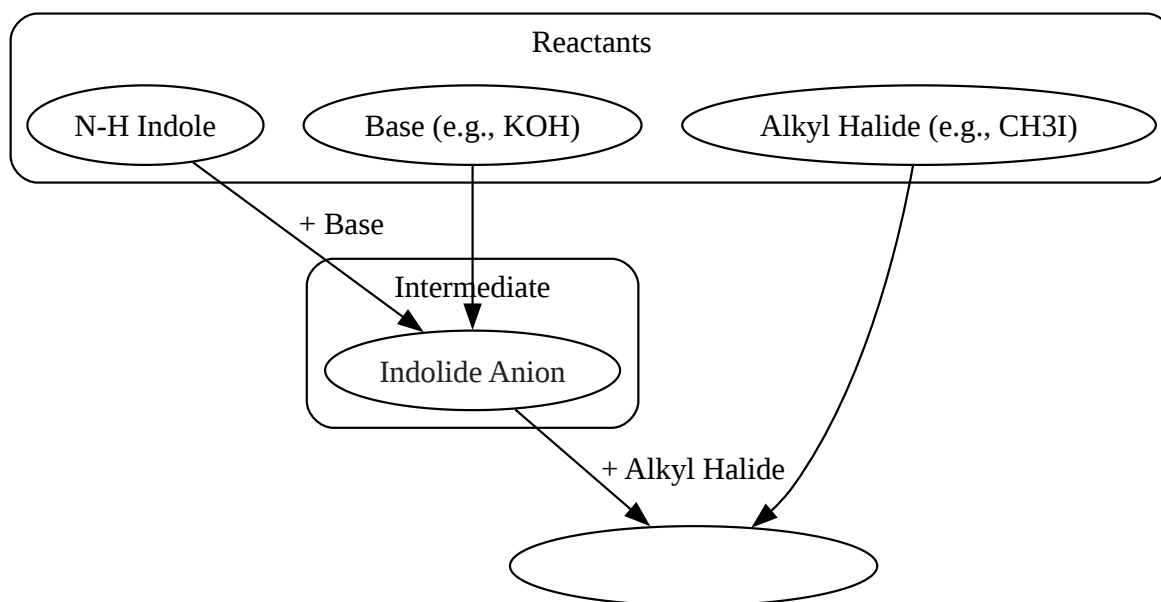 Reactants
N-H Indole
Base (e.g., KOH)
Alkyl Halide (e.g., CH3I)
+ Base
Intermediate
Indolide Anion
+ Alkyl Halide